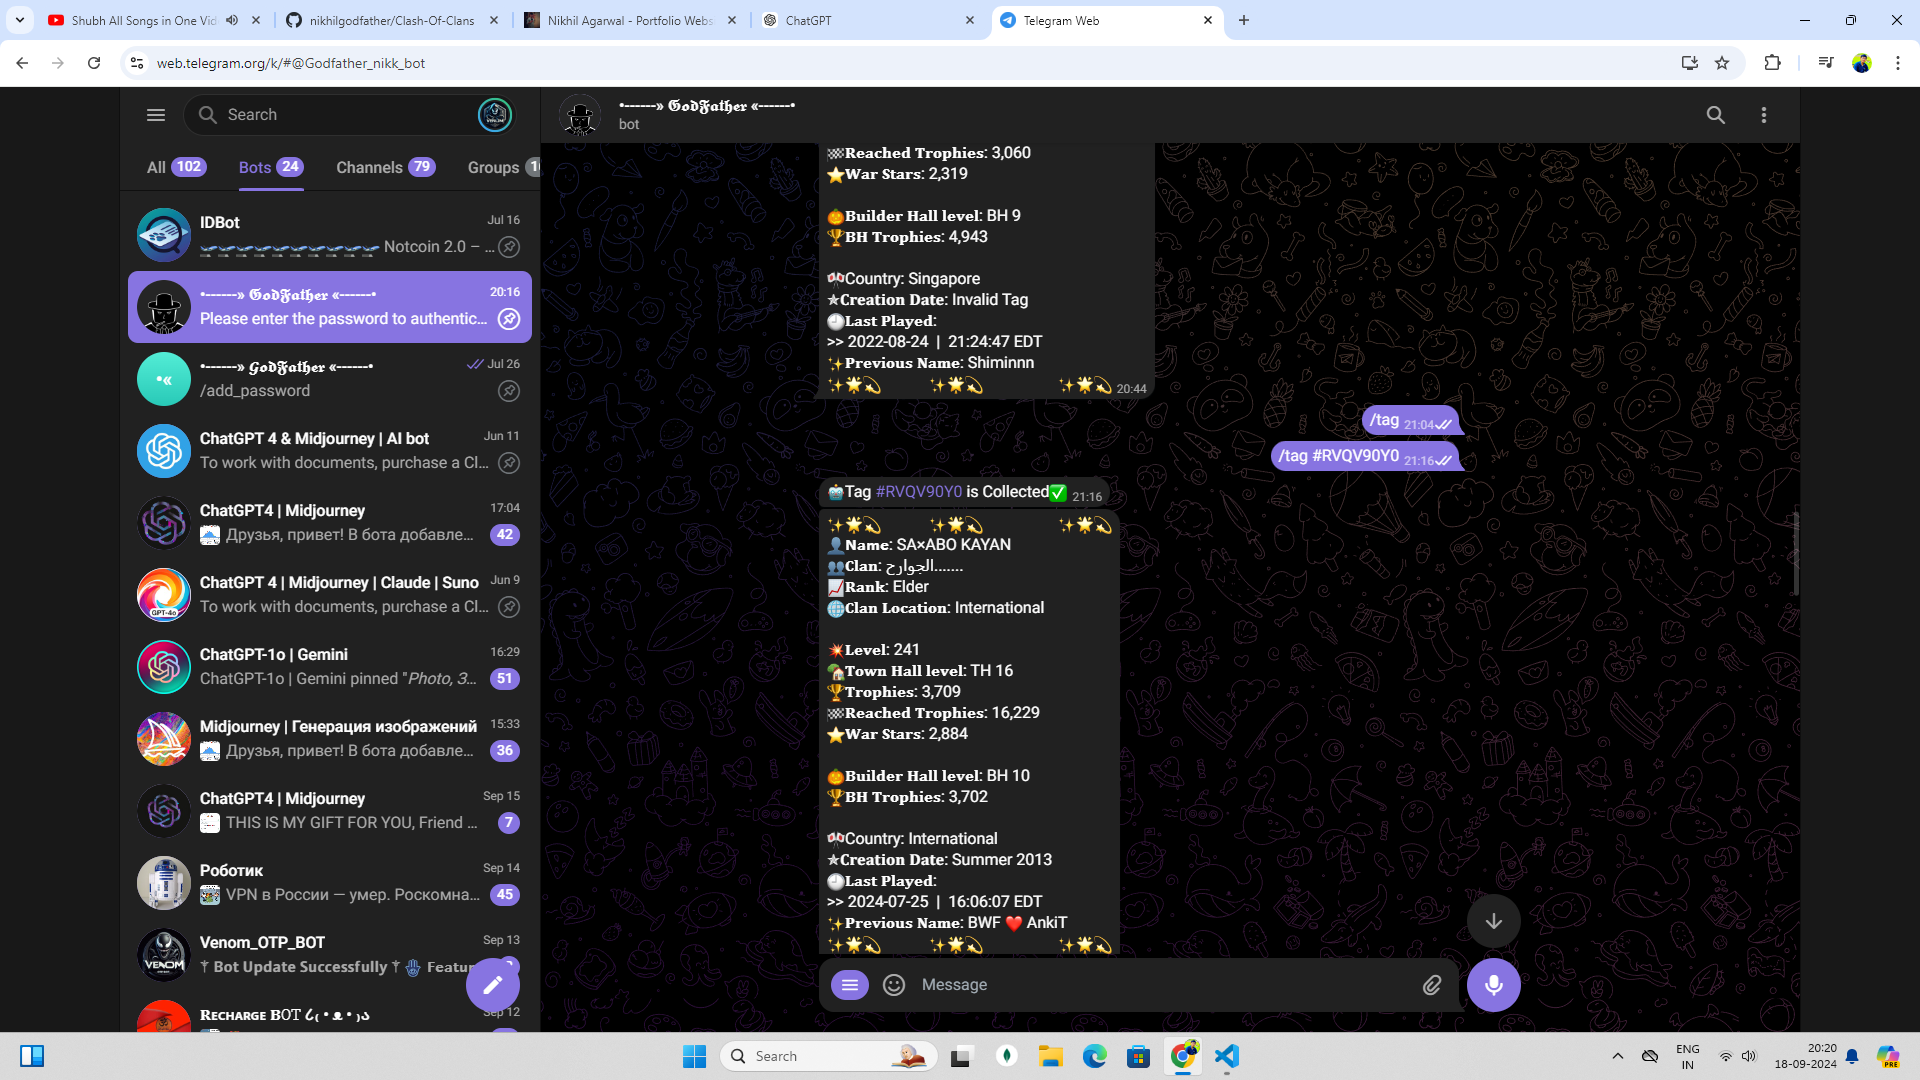 Shubh All Songs in One Vid
nikhilgodfather/Clash-Of-Clans
Nikhil Agarwal - Portfolio Websi
ChatGPT
Telegram Web
web.telegram.org/k/#@Godfather_nikk_bot
Search
All 102
Bots 24
Channels 79
Groups
IDBot
Jul 16
Notcoin 2.0 – ...
•------» 𝕲𝖔𝖉𝕱𝖆𝖙𝖍𝖊𝖗 «------•
20:16
Please enter the password to authentic...
•------» 𝓖𝓸𝓭𝓕𝓪𝓽𝓱𝓮𝓻 «------•
Jul 26
•«
/add_password
ChatGPT 4 & Midjourney | AI bot
Jun 11
To work with documents, purchase a Cl...
ChatGPT4 | Midjourney
17:04
Друзья, привет! В бота добавле...
42
ChatGPT 4 | Midjourney | Claude | Suno
Jun 9
GPT-4o
To work with documents, purchase a Cl...
ChatGPT-1o | Gemini
16:29
ChatGPT-1o | Gemini pinned "Photo, З...
51
Midjourney | Генерация изображений
15:33
Друзья, привет! В бота добавле...
36
ChatGPT4 | Midjourney
Sep 15
THIS IS MY GIFT FOR YOU, Friend ...
7
Роботик
Sep 14
VPN в России — умер. Роскомна...
45
Venom_OTP_BOT
Sep 13
VENOM
† Bot Update Successfully †
Featur
Rᴇᴄʜᴀʀɢᴇ BOT
Sep 12
•------» 𝕲𝖔𝖉𝕱𝖆𝖙𝖍𝖊𝖗 «------•
bot
🏁Reached Trophies: 3,060
⭐War Stars: 2,319
🎃Builder Hall level: BH 9
🏆BH Trophies: 4,943
🎌Country: Singapore
✯Creation Date: Invalid Tag
🕘Last Played:
>> 2022-08-24 | 21:24:47 EDT
✨Previous Name: Shiminnn
✨🌟💫 ✨🌟💫 ✨🌟💫 20:44
/tag 21:04
/tag #RVQV90Y0 21:16
🤖Tag #RVQV90Y0 is Collected✅ 21:16
✨🌟💫 ✨🌟💫 ✨🌟💫
👤Name: SA×ABO KAYAN
👥Clan: الجوارح.......
📈Rank: Elder
🌐Clan Location: International
💥Level: 241
🏡Town Hall level: TH 16
🏆Trophies: 3,709
🏁Reached Trophies: 16,229
⭐War Stars: 2,884
🎃Builder Hall level: BH 10
🏆BH Trophies: 3,702
🎌Country: International
✯Creation Date: Summer 2013
🕘Last Played:
>> 2024-07-25 | 16:06:07 EDT
✨Previous Name: BWF ❤️ AnkiT
✨🌟💫 ✨🌟💫 ✨🌟💫
Message
Search
ENG
IN
20:20
18-09-2024
PRE